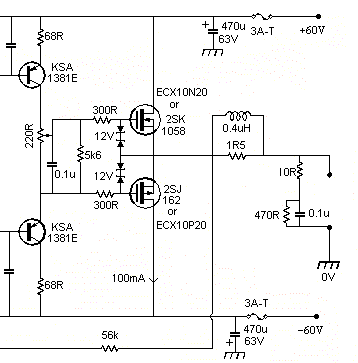 68R
470u
63V
3A-T
+60V
KSA
1381E
ECX10N20
or
2SK
1058
300R
12V
220R
5k6
0.1u
0.4uH
1R5
10R
12V
300R
2SJ
162
or
ECX10P20
470R
0.1u
KSA
1381E
0V
100mA
68R
3A-T
470u
63V
−60V
56k